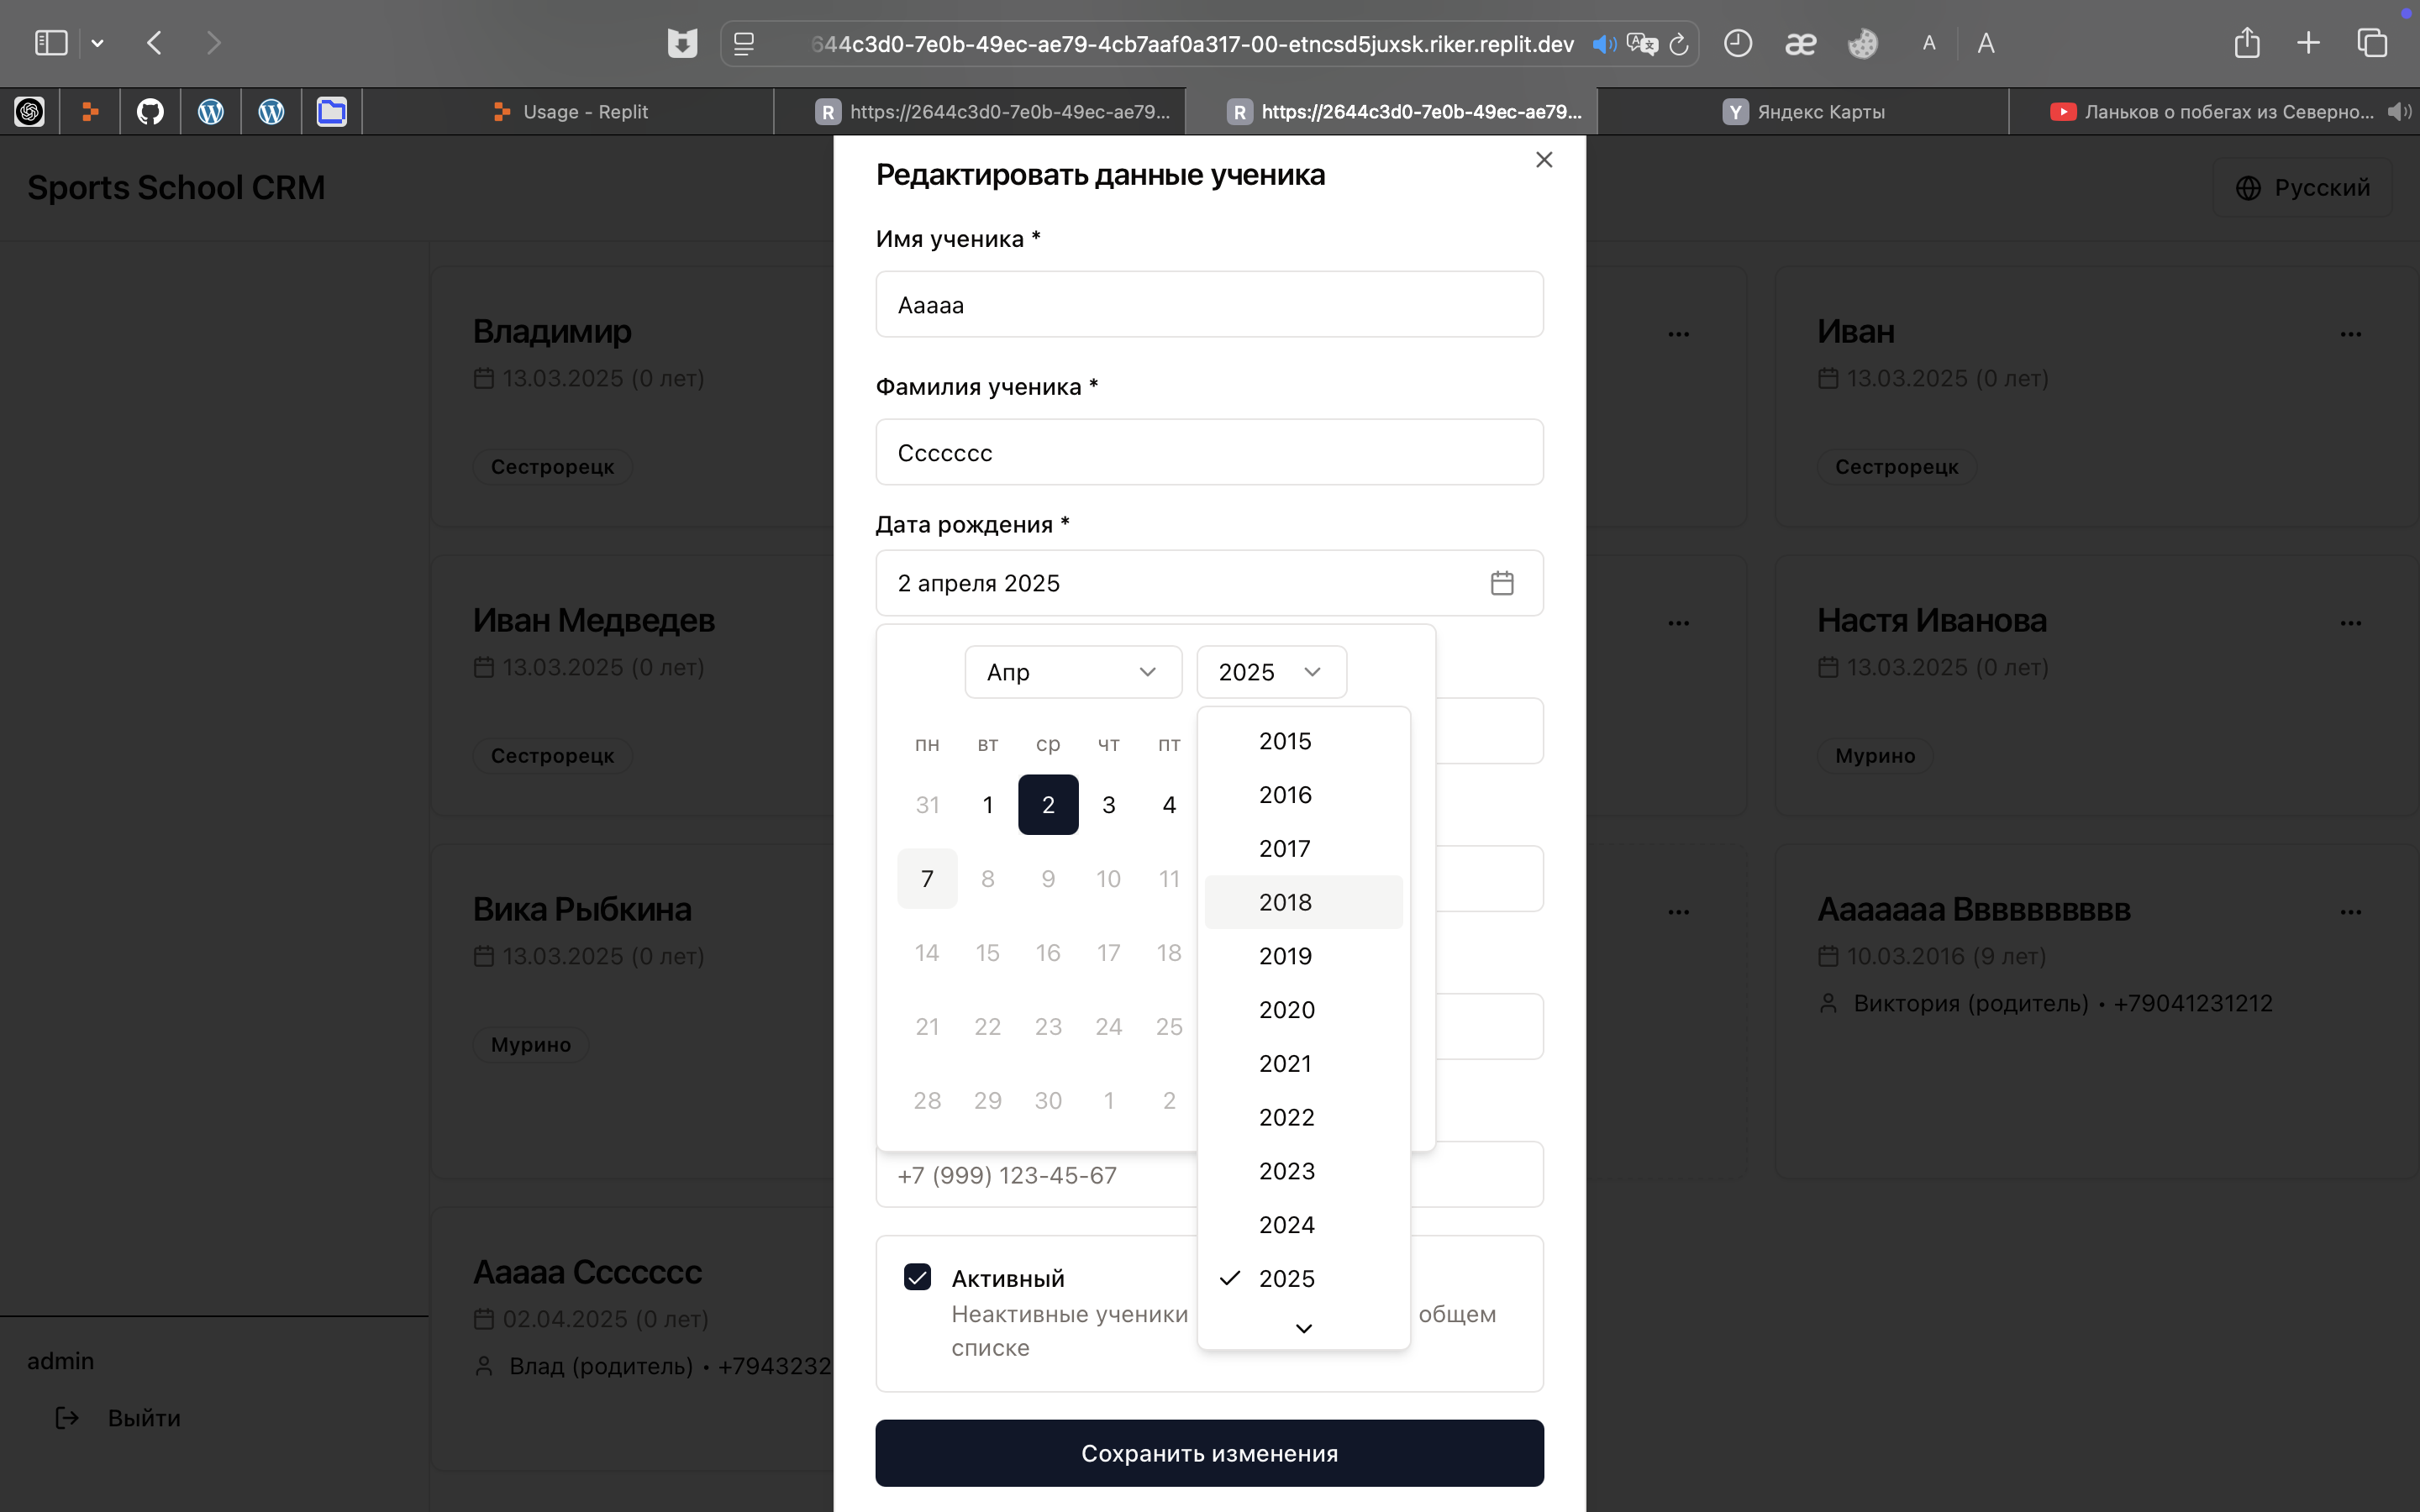 644c3d0-7e0b-49ec-ae79-4cb7aaf0a317-00-etncsd5juxsk.riker.replit.dev
æ
A
A
Usage - Replit
R https://2644c3d0-7e0b-49ec-ae79...
R https://2644c3d0-7e0b-49ec-ae79...
Y Яндекс Карты
Ланьков о побегах из Северно...
Sports School CRM
Русский
Редактировать данные ученика
Имя ученика *
Ааааа
Фамилия ученика *
Ссссссс
Дата рождения *
2 апреля 2025
Апр
2025
пн вт ср чт пт
31 1 2 3 4
7 8 9 10 11
14 15 16 17 18
21 22 23 24 25
28 29 30 1 2
2015
2016
2017
2018
2019
2020
2021
2022
2023
2024
2025
+7 (999) 123-45-67
Активный
Неактивные ученики общем
списке
Сохранить изменения
Владимир
13.03.2025 (0 лет)
Сестрорецк
Иван
13.03.2025 (0 лет)
Сестрорецк
Иван Медведев
13.03.2025 (0 лет)
Сестрорецк
Настя Иванова
13.03.2025 (0 лет)
Мурино
Вика Рыбкина
13.03.2025 (0 лет)
Мурино
Ааааааа Вввввввввв
10.03.2016 (9 лет)
Виктория (родитель) • +79041231212
Ааааа Ссссссс
02.04.2025 (0 лет)
Влад (родитель) • +7943232
admin
Выйти